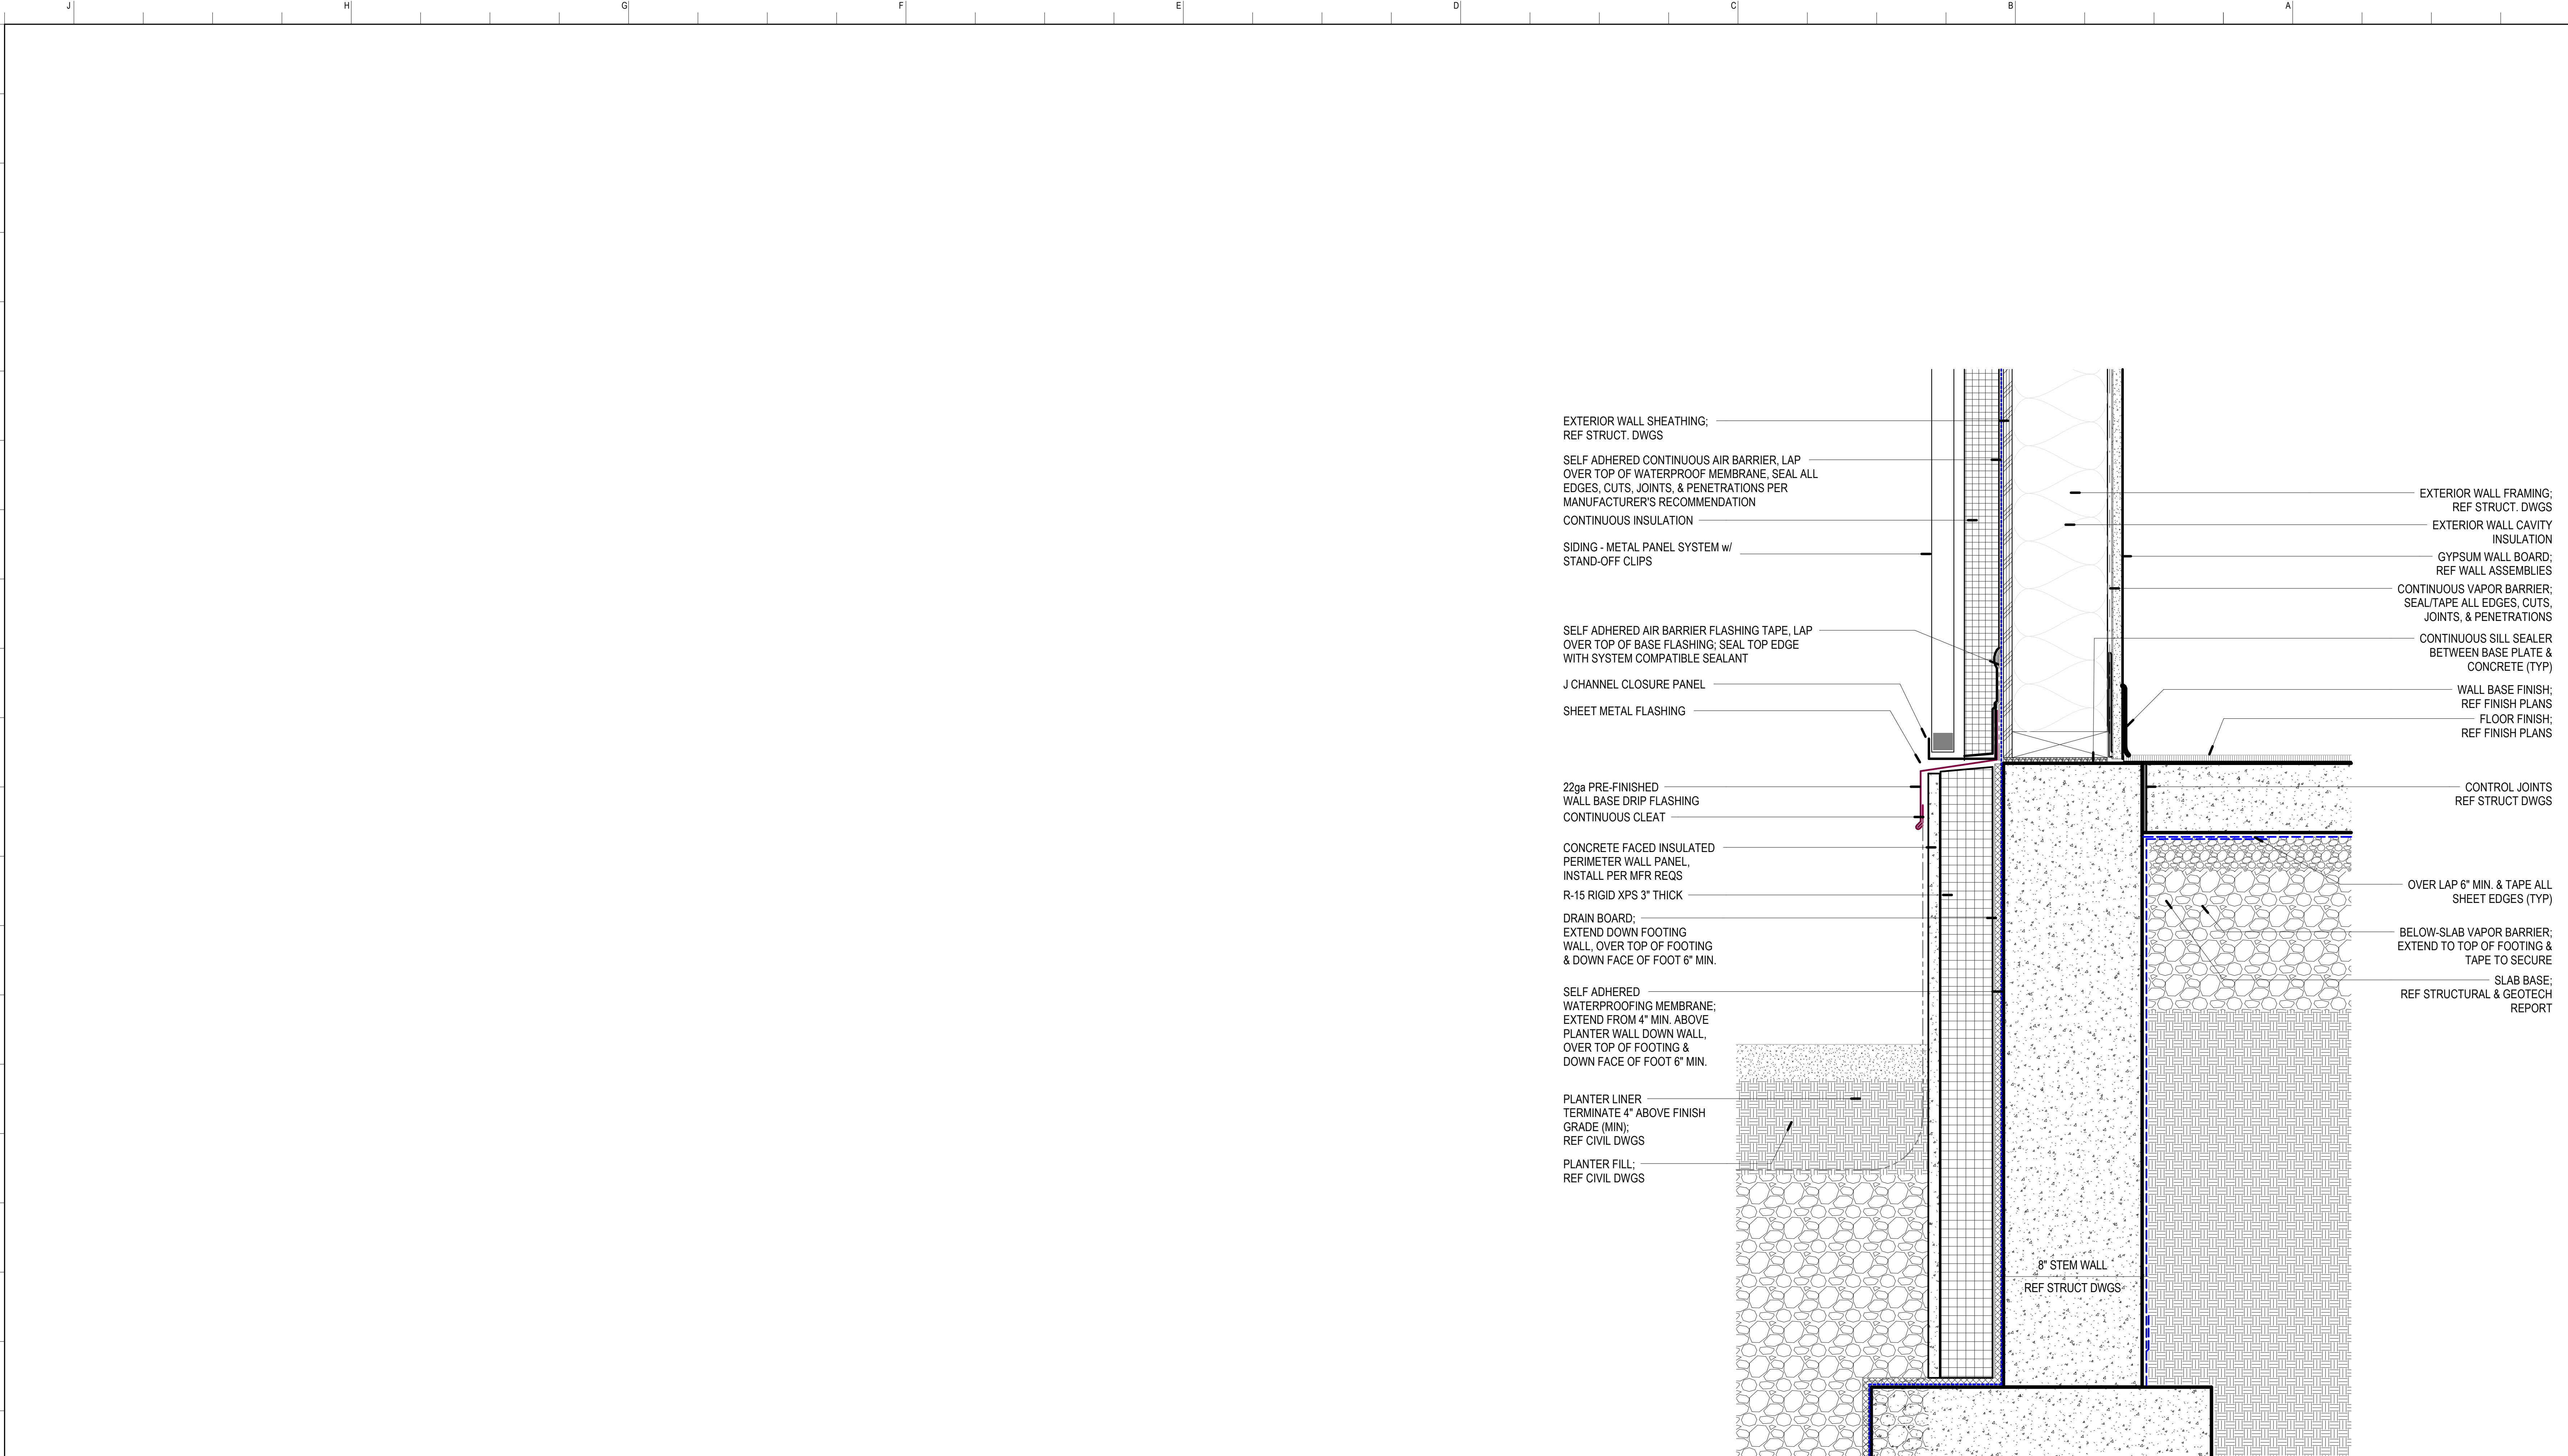 J H G F E D C B A
EXTERIOR WALL SHEATHING;
REF STRUCT. DWGS
SELF ADHERED CONTINUOUS AIR BARRIER, LAP
OVER TOP OF WATERPROOF MEMBRANE, SEAL ALL
EDGES, CUTS, JOINTS, & PENETRATIONS PER
MANUFACTURER'S RECOMMENDATION
CONTINUOUS INSULATION
SIDING - METAL PANEL SYSTEM w/
STAND-OFF CLIPS
SELF ADHERED AIR BARRIER FLASHING TAPE, LAP
OVER TOP OF BASE FLASHING; SEAL TOP EDGE
WITH SYSTEM COMPATIBLE SEALANT
J CHANNEL CLOSURE PANEL
SHEET METAL FLASHING
22ga PRE-FINISHED
WALL BASE DRIP FLASHING
CONTINUOUS CLEAT
CONCRETE FACED INSULATED
PERIMETER WALL PANEL,
INSTALL PER MFR REQS
R-15 RIGID XPS 3" THICK
DRAIN BOARD;
EXTEND DOWN FOOTING
WALL, OVER TOP OF FOOTING
& DOWN FACE OF FOOT 6" MIN.
SELF ADHERED
WATERPROOFING MEMBRANE;
EXTEND FROM 4" MIN. ABOVE
PLANTER WALL DOWN WALL,
OVER TOP OF FOOTING &
DOWN FACE OF FOOT 6" MIN.
PLANTER LINER
TERMINATE 4" ABOVE FINISH
GRADE (MIN);
REF CIVIL DWGS
PLANTER FILL;
REF CIVIL DWGS
EXTERIOR WALL FRAMING;
REF STRUCT. DWGS
EXTERIOR WALL CAVITY
INSULATION
GYPSUM WALL BOARD;
REF WALL ASSEMBLIES
CONTINUOUS VAPOR BARRIER;
SEAL/TAPE ALL EDGES, CUTS,
JOINTS, & PENETRATIONS
CONTINUOUS SILL SEALER
BETWEEN BASE PLATE &
CONCRETE (TYP)
WALL BASE FINISH;
REF FINISH PLANS
FLOOR FINISH;
REF FINISH PLANS
CONTROL JOINTS
REF STRUCT DWGS
OVER LAP 6" MIN. & TAPE ALL
SHEET EDGES (TYP)
BELOW-SLAB VAPOR BARRIER;
EXTEND TO TOP OF FOOTING &
TAPE TO SECURE
SLAB BASE;
REF STRUCTURAL & GEOTECH
REPORT
8" STEM WALL
REF STRUCT DWGS